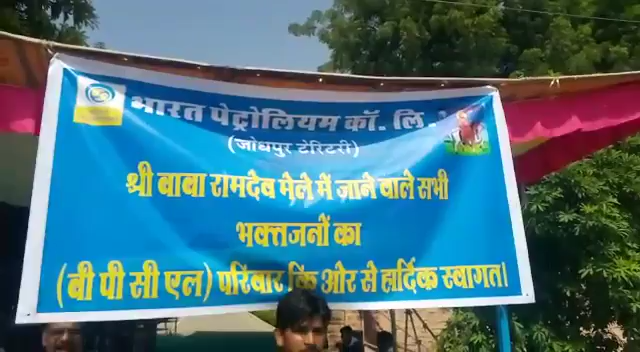 भारत पेट्रोलियम कॉ. लि.
(जोधपुर टेरिटरी)
श्री बाबा रामदेव मेले में जाने वाले सभी
भक्तजनों का
(बी पी सी एल) परिवार कि ओर से हार्दिक स्वागत।